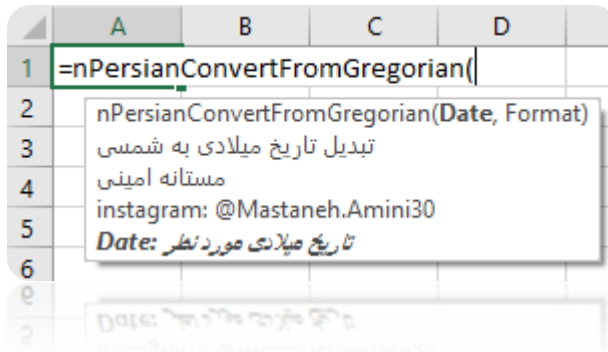 A B C D
1 =nPersianConvertFromGregorian(
2 nPersianConvertFromGregorian(Date, Format)
3 تبدیل تاریخ میلادی به شمسی
4 مستانه امینی
5 instagram: @Mastaneh.Amini30
Date: تاریخ میلادی مورد نظر
6